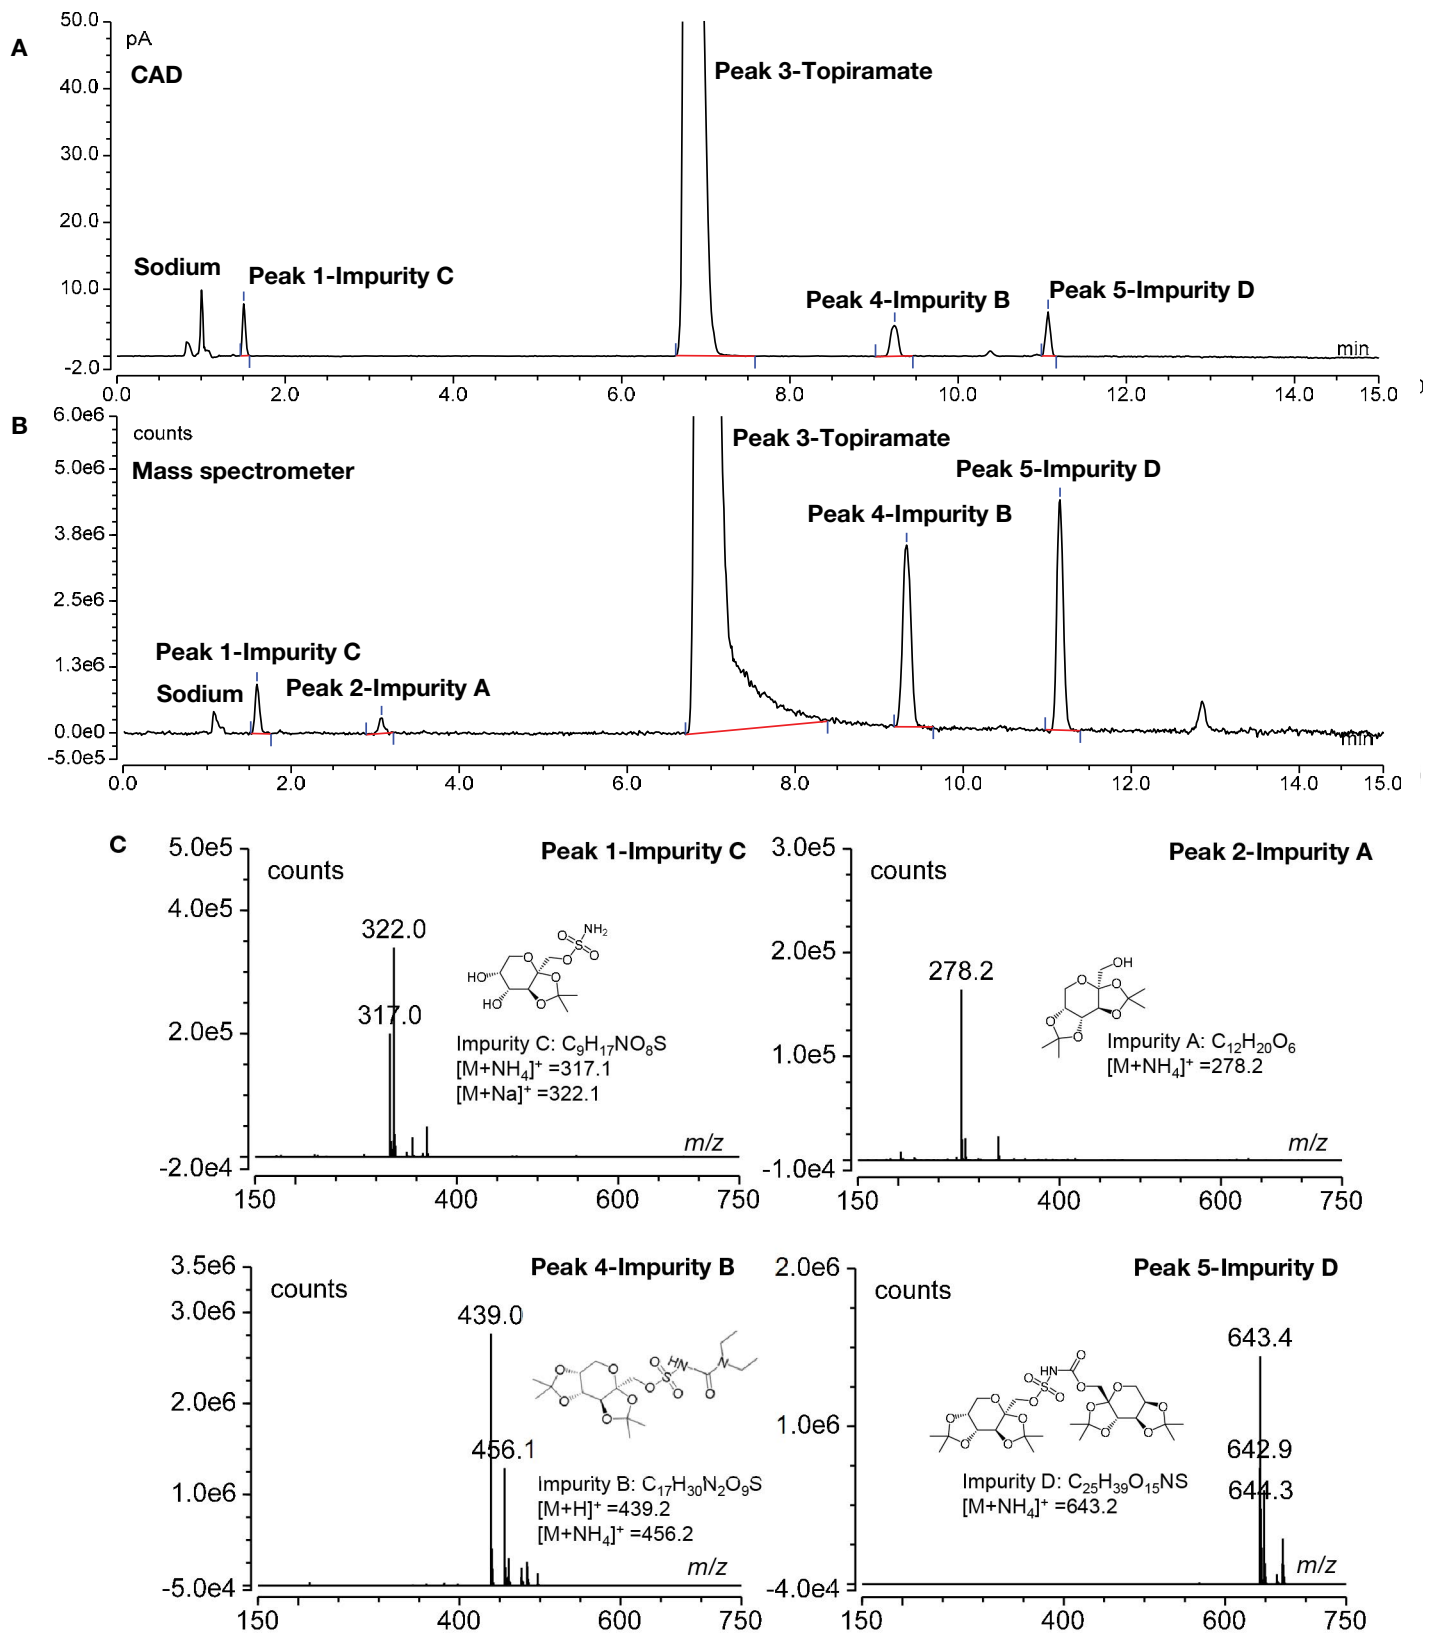 A
50.0
pA
CAD
Peak 3-Topiramate
40.0
30.0
20.0
Sodium
Peak 1-Impurity C
Peak 4-Impurity B
Peak 5-Impurity D
10.0
-2.0
min
0.0 2.0 4.0 6.0 8.0 10.0 12.0 14.0 15.0
B
6.0e6
counts
Mass spectrometer
Peak 3-Topiramate
Peak 5-Impurity D
5.0e6
Peak 4-Impurity B
3.8e6
2.5e6
Peak 1-Impurity C
1.3e6
Sodium
Peak 2-Impurity A
0.0e0
min
-5.0e5
0.0 2.0 4.0 6.0 8.0 10.0 12.0 14.0 15.0
C
Peak 1-Impurity C
5.0e5
counts
4.0e5
322.0
317.0
2.0e5
NH2
O
S
O
O
O
HO
O
HO
O
Impurity C: C9H17NO8S
[M+NH4]+ =317.1
[M+Na]+ =322.1
m/z
-2.0e4
150 400 600 750
Peak 2-Impurity A
3.0e5
counts
2.0e5
278.2
1.0e5
OH
O
O
O
O
O
Impurity A: C12H20O6
[M+NH4]+ =278.2
m/z
-1.0e4
150 400 600 750
Peak 4-Impurity B
3.5e6
counts
3.0e6
439.0
2.0e6
456.1
1.0e6
O
O
O
O
O
O
O
S
O
HN
O
N
Impurity B: C17H30N2O9S
[M+H]+ =439.2
[M+NH4]+ =456.2
m/z
-5.0e4
150 400 600 750
Peak 5-Impurity D
2.0e6
counts
643.4
1.0e6
642.9
644.3
O
HN
O
S
O
O
O
O
O
O
O
O
O
O
O
O
O
Impurity D: C25H39O15NS
[M+NH4]+ =643.2
m/z
-4.0e4
150 400 600 750